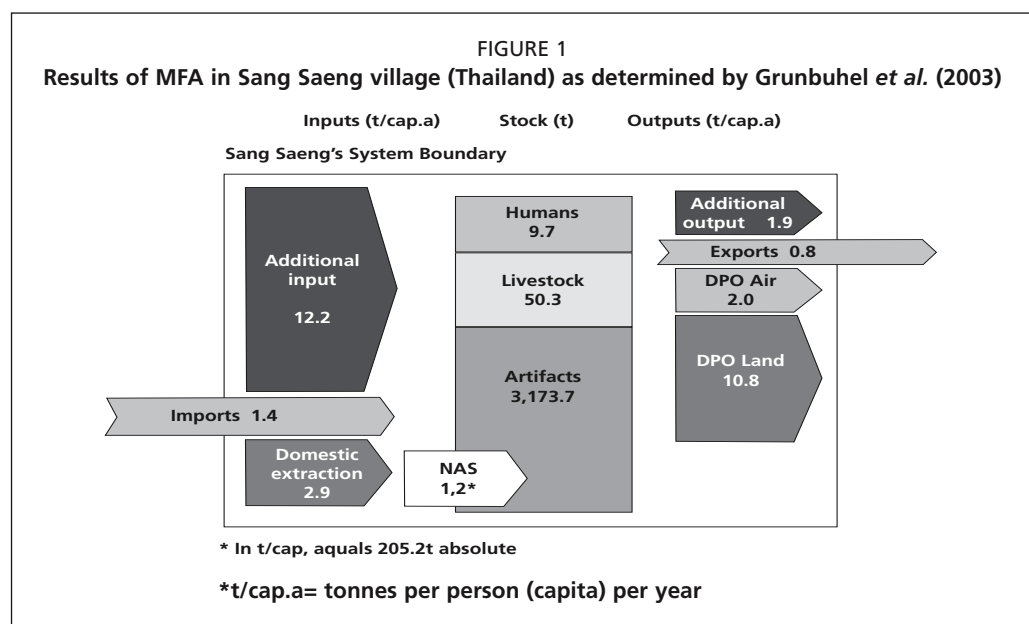 FIGURE 1
Results of MFA in Sang Saeng village (Thailand) as determined by Grunbuhel et al. (2003)
Inputs (t/cap.a) Stock (t) Outputs (t/cap.a)
Sang Saeng's System Boundary
Additional
input
12.2
Imports 1.4
Domestic
extraction
2.9
NAS
1,2*
Humans
9.7
Livestock
50.3
Artifacts
3,173.7
Additional
output 1.9
Exports 0.8
DPO Air
2.0
DPO Land
10.8
* In t/cap, aquals 205.2t absolute
*t/cap.a= tonnes per person (capita) per year